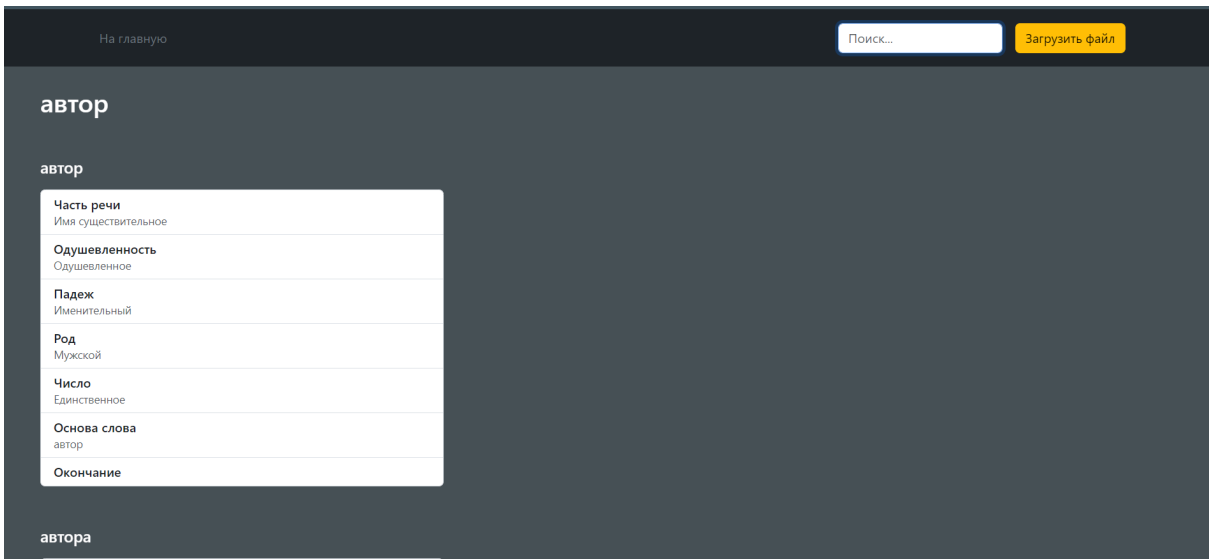 На главную
Поиск...
Загрузить файл
автор
автор
Часть речи
Имя существительное
Одушевленность
Одушевленное
Падеж
Именительный
Род
Мужской
Число
Единственное
Основа слова
автор
Окончание
автора